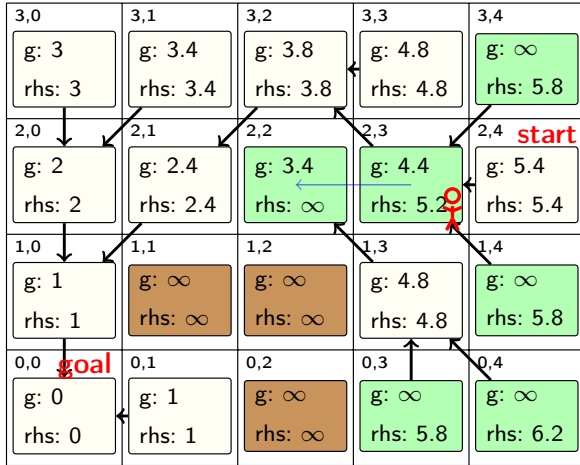 3,0 3,1 3,2 3,3 3,4
g: 3 g: 3.4 g: 3.8 g: 4.8 g: ∞
rhs: 3 rhs: 3.4 rhs: 3.8 rhs: 4.8 rhs: 5.8
2,0 2,1 2,2 2,3 2,4 start
g: 2 g: 2.4 g: 3.4 g: 4.4 g: 5.4
rhs: 2 rhs: 2.4 rhs: ∞ rhs: 5.2 rhs: 5.4
1,0 1,1 1,2 1,3 1,4
g: 1 g: ∞ g: ∞ g: 4.8 g: ∞
rhs: 1 rhs: ∞ rhs: ∞ rhs: 4.8 rhs: 5.8
0,0 goal 0,1 0,2 0,3 0,4
g: 0 g: 1 g: ∞ g: ∞ g: ∞
rhs: 0 rhs: 1 rhs: ∞ rhs: 5.8 rhs: 6.2